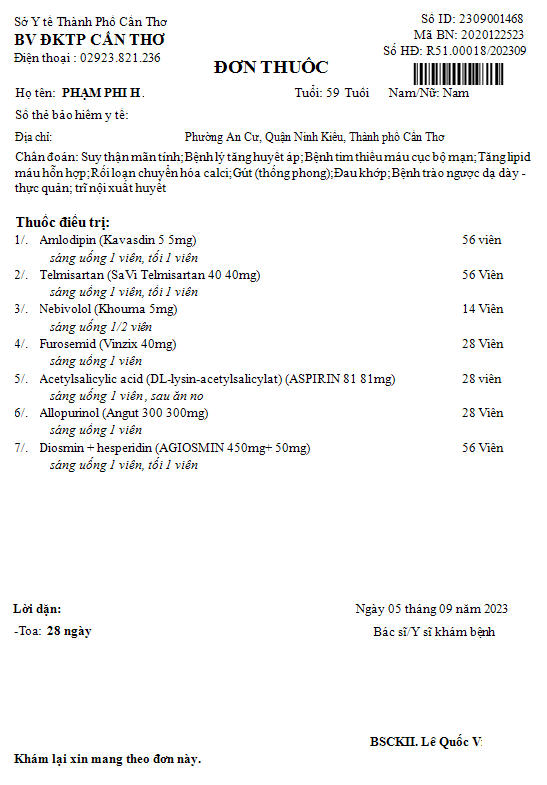 Sở Y tế Thành Phố Cần Thơ
Số ID: 2309001468
BV ĐKTP CẦN THƠ
Mã BN: 2020122523
Điện thoại : 02923.821.236
Số HĐ: R51.00018/202309
ĐƠN THUỐC
Họ tên: PHẠM PHI H. Tuổi: 59 Tuổi Nam/Nữ: Nam
Số thẻ bảo hiểm y tế:
Địa chỉ: Phường An Cư, Quận Ninh Kiều, Thành phố Cần Thơ
Chẩn đoán: Suy thận mãn tính;Bệnh lý tăng huyết áp;Bệnh tim thiếu máu cục bộ mạn;Tăng lipid
máu hỗn hợp;Rối loạn chuyển hóa calci;Gút (thống phong);Đau khớp;Bệnh trào ngược dạ dày -
thực quản; trĩ nội xuất huyết
Thuốc điều trị:
1/. Amlodipin (Kavasdin 5 5mg) 56 viên
sáng uống 1 viên, tối 1 viên
2/. Telmisartan (SaVi Telmisartan 40 40mg) 56 Viên
sáng uống 1 viên, tối 1 viên
3/. Nebivolol (Khouma 5mg) 14 Viên
sáng uống 1/2 viên
4/. Furosemid (Vinzix 40mg) 28 Viên
sáng uống 1 viên
5/. Acetylsalicylic acid (DL-lysin-acetylsalicylat) (ASPIRIN 81 81mg) 28 viên
sáng uống 1 viên , sau ăn no
6/. Allopurinol (Angut 300 300mg) 28 Viên
sáng uống 1 viên
7/. Diosmin + hesperidin (AGIOSMIN 450mg+ 50mg) 56 Viên
sáng uống 1 viên, tối 1 viên
Lời dặn:
Ngày 05 tháng 09 năm 2023
-Toa: 28 ngày
Bác sĩ/Y sĩ khám bệnh
BSCKII. Lê Quốc V
Khám lại xin mang theo đơn này.